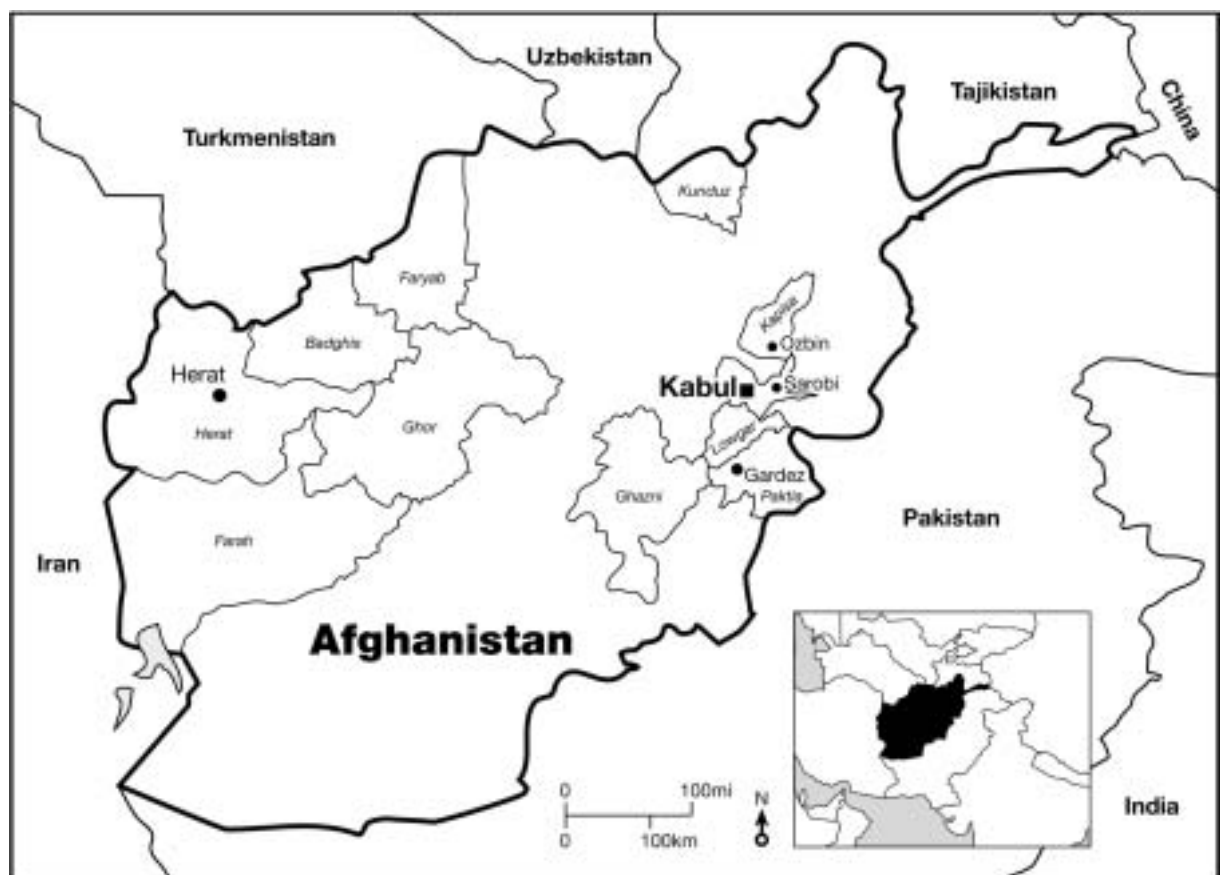 Uzbekistan
Tajikistan
China
Turkmenistan
Kunduz
Faryab
Kapisa
Badghis
Ozbin
Herat
Kabul
Sarobi
Herat
Ghor
Lowgar
Gardez
Ghazni
Paktia
Pakistan
Farah
Iran
Afghanistan
0
100mi
N
India
0
100km